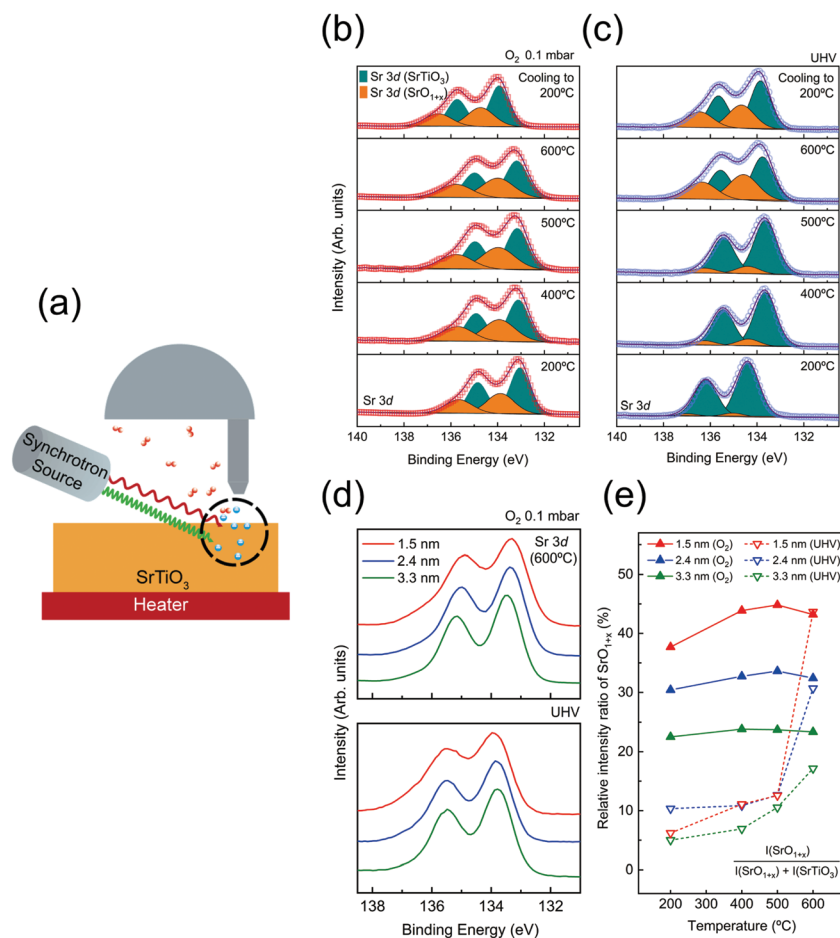 (a)
Synchrotron
Source
SrTiO3
Heater
(b)
O2 0.1 mbar
Sr 3d (SrTiO3)
Sr 3d (SrO1+x)
Cooling to
200ºC
600ºC
500ºC
400ºC
200ºC
Sr 3d
Intensity (Arb. units)
140 138 136 134 132
Binding Energy (eV)
(c)
UHV
Cooling to
200ºC
600ºC
500ºC
400ºC
200ºC
Sr 3d
140 138 136 134 132
Binding Energy (eV)
(d)
O2 0.1 mbar
1.5 nm
2.4 nm
3.3 nm
Sr 3d
(600ºC)
UHV
Intensity (Arb. units)
138 136 134 132
Binding Energy (eV)
(e)
1.5 nm (O2)
2.4 nm (O2)
3.3 nm (O2)
1.5 nm (UHV)
2.4 nm (UHV)
3.3 nm (UHV)
Relative intensity ratio of SrO1+x (%)
50
45
30
25
10
5
0
I(SrO1+x)
I(SrO1+x) + I(SrTiO3)
200 300 400 500 600
Temperature (ºC)